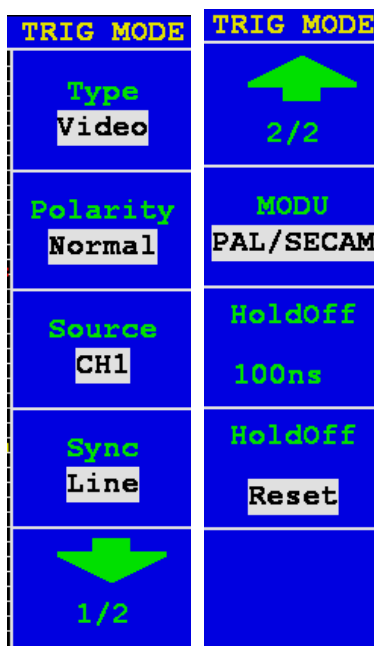 TRIG MODE
Type
Video
Polarity
Normal
Source
CH1
Sync
Line
1/2
TRIG MODE
2/2
MODU
PAL/SECAM
HoldOff
100ns
HoldOff
Reset